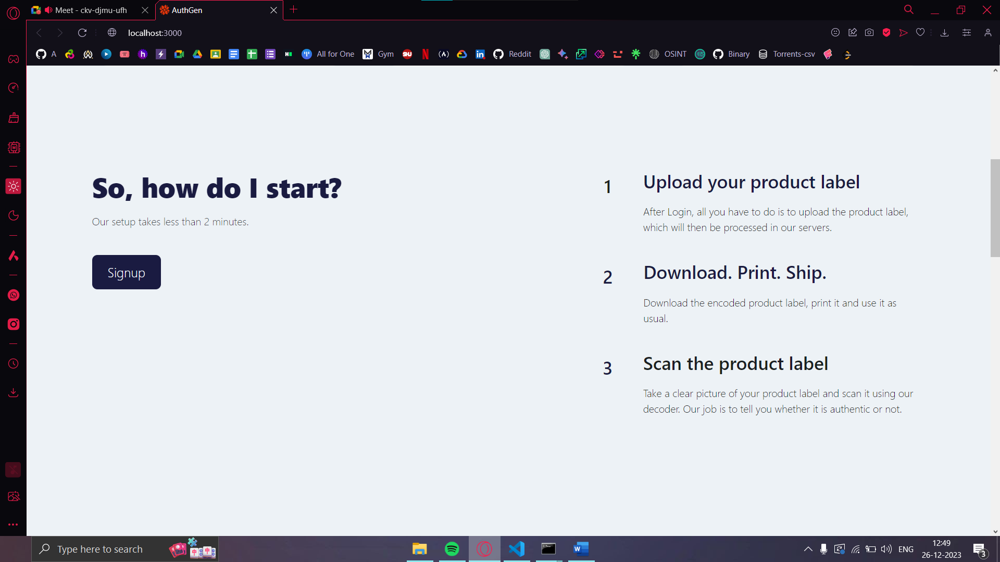 Meet - ckv-djmu-ufh
AuthGen
localhost:3000
A
All for One
Gym
Reddit
OSINT
Binary
Torrents-csv
So, how do I start?
Our setup takes less than 2 minutes.
Signup
1
Upload your product label
After Login, all you have to do is to upload the product label,
which will then be processed in our servers.
2
Download. Print. Ship.
Download the encoded product label, print it and use it as
usual.
3
Scan the product label
Take a clear picture of your product label and scan it using our
decoder. Our job is to tell you whether it is authentic or not.
Type here to search
ENG
12:49
26-12-2023
3